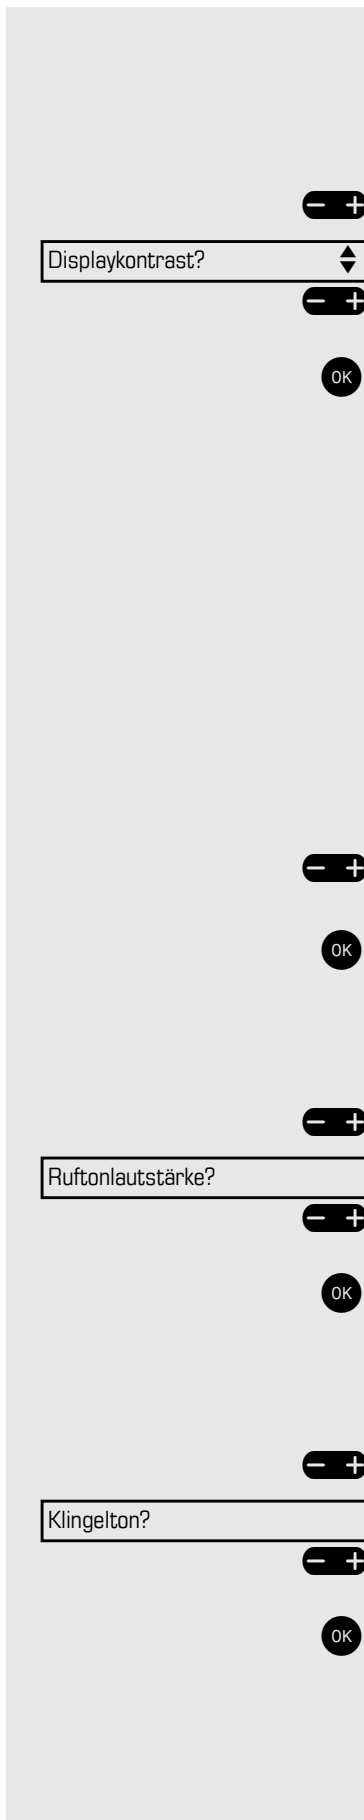 − +
Displaykontrast?
− +
OK
− +
OK
− +
Ruftonlautstärke?
− +
OK
− +
Klingelton?
− +
OK